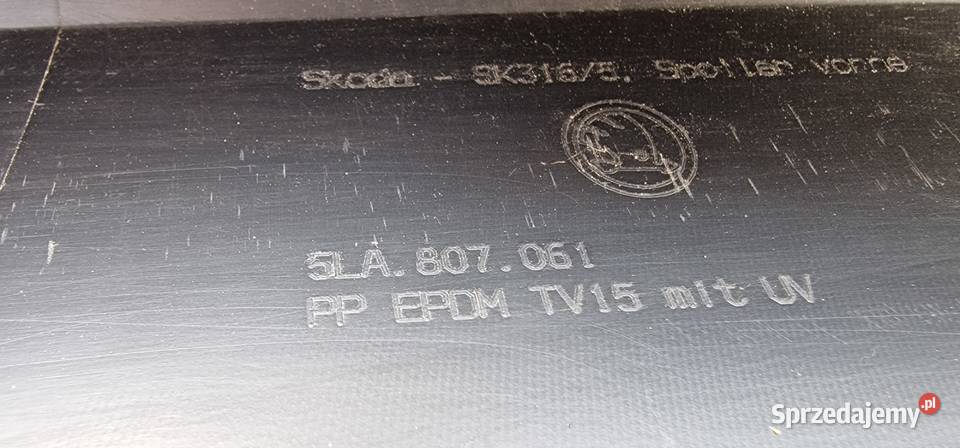 Skoda - SK316/5. Spoiler vorne
5LA.807.061
PP EPDM TV15 mit UV
Sprzedajemy.pl